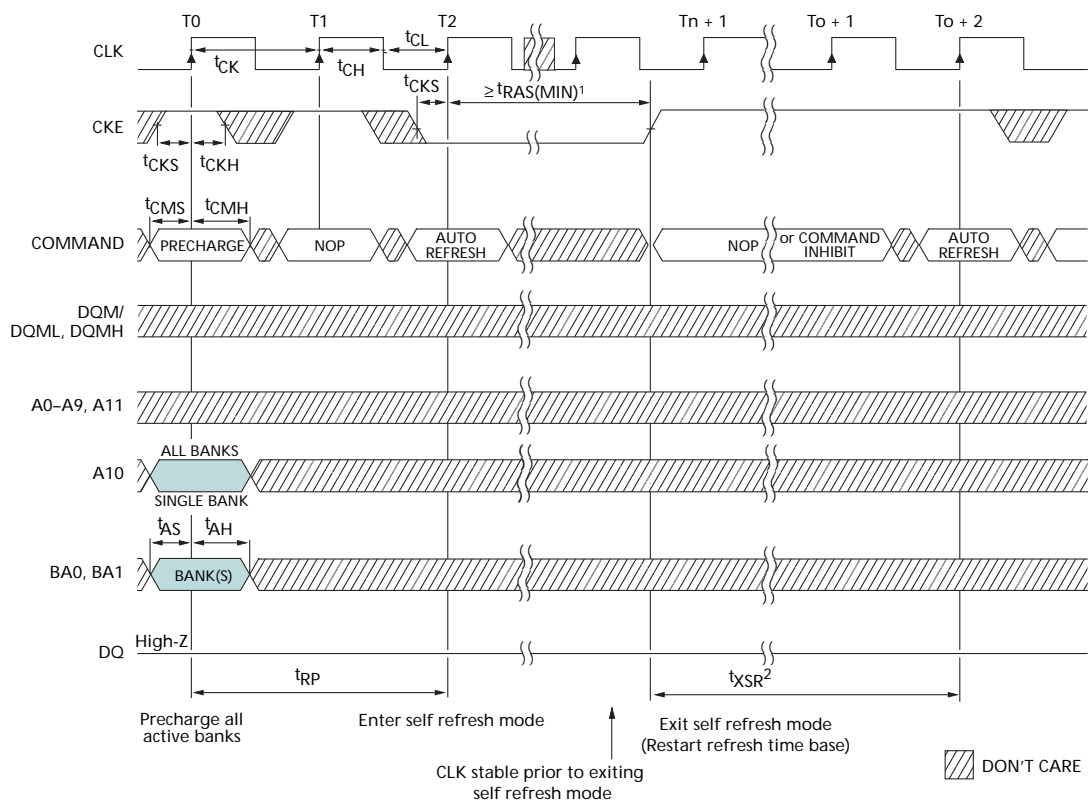 T0 T1 T2 Tn + 1 To + 1 To + 2
CLK
tCK tCH tCL
tCKS ≥ tRAS(MIN)¹
CKE
tCKS tCKH
tCMS tCMH
COMMAND PRECHARGE NOP AUTO REFRESH NOP or COMMAND INHIBIT AUTO REFRESH
DQM/
DQML, DQMH
A0–A9, A11
ALL BANKS
A10
SINGLE BANK
tAS tAH
BA0, BA1 BANK(S)
High-Z
DQ
tRP tXSR²
Precharge all
active banks
Enter self refresh mode
CLK stable prior to exiting
self refresh mode
Exit self refresh mode
(Restart refresh time base)
DON'T CARE